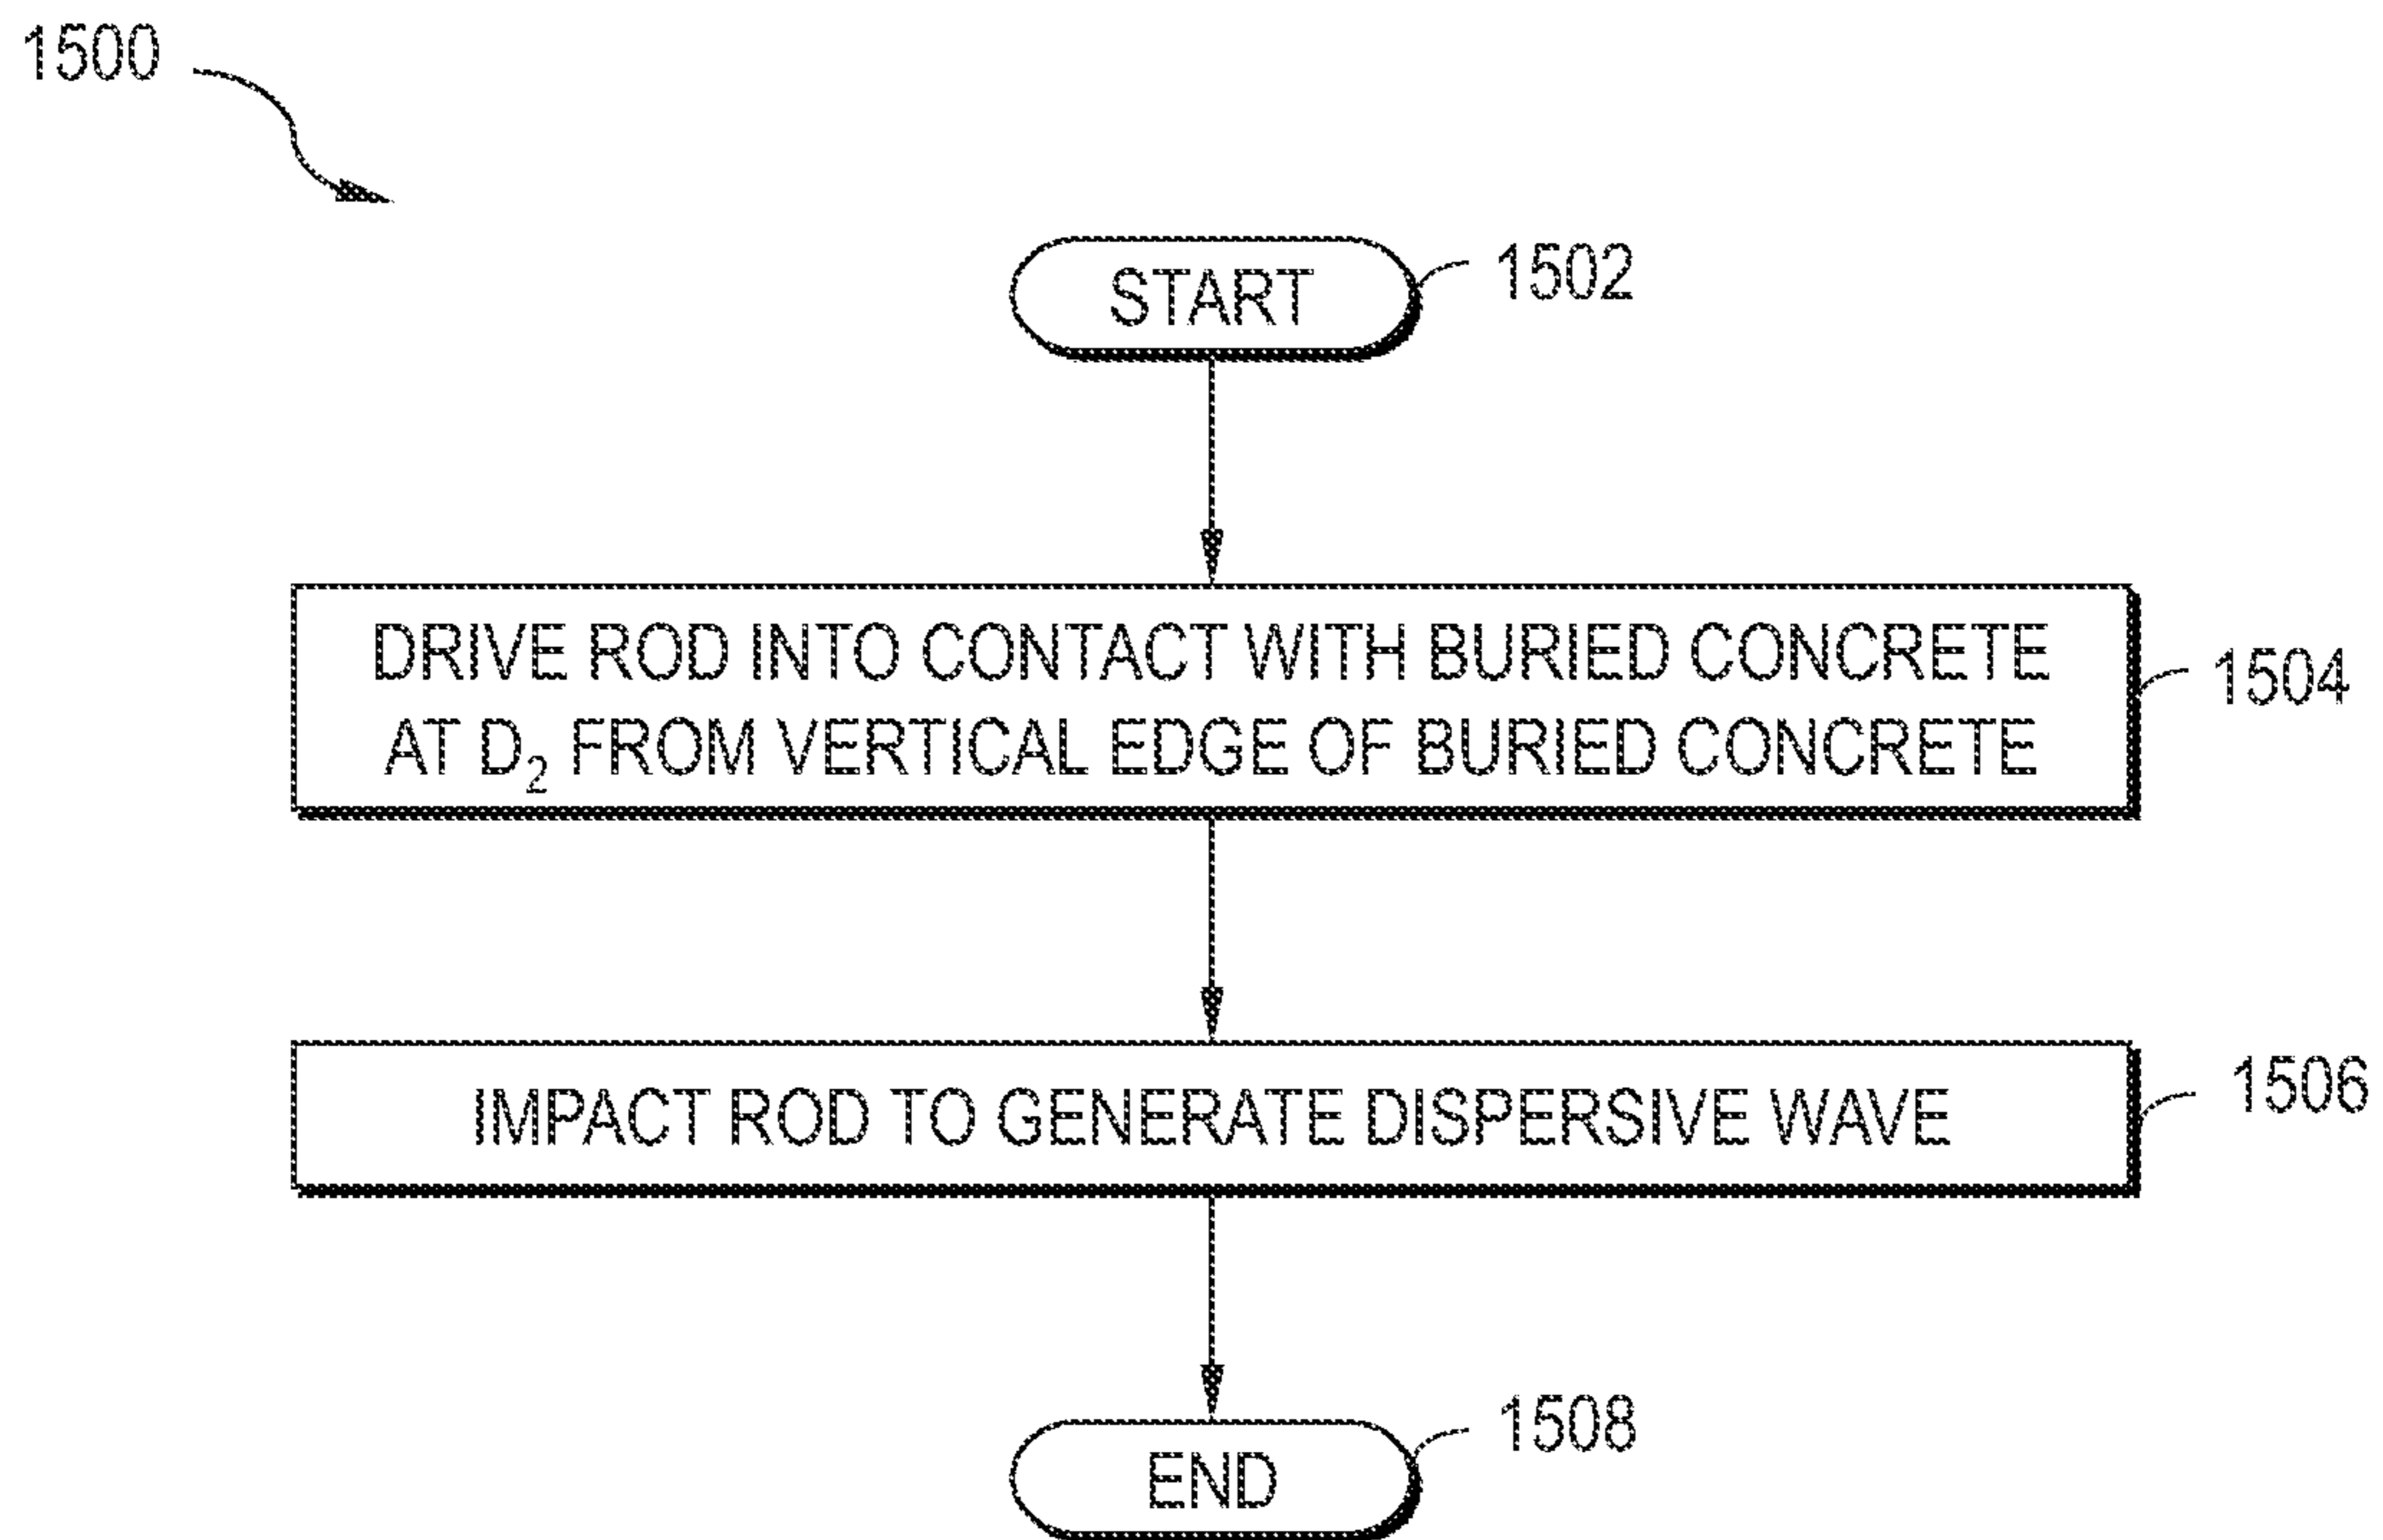 1500
START
1502
DRIVE ROD INTO CONTACT WITH BURIED CONCRETE
AT D₂ FROM VERTICAL EDGE OF BURIED CONCRETE
1504
IMPACT ROD TO GENERATE DISPERSIVE WAVE
1506
END
1508